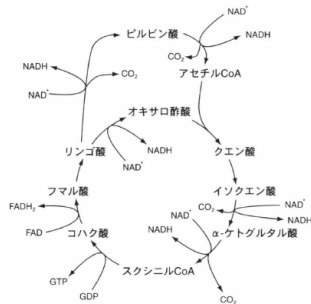 ピルビン酸
NAD⁺
NADH
CO₂
アセチルCoA
NADH
NAD⁺
CO₂
オキサロ酢酸
リンゴ酸
NADH
NAD⁺
クエン酸
イソクエン酸
NAD⁺
CO₂
NADH
α-ケトグルタル酸
NAD⁺
NADH
CO₂
スクシニルCoA
GTP
GDP
コハク酸
FADH₂
FAD
フマル酸